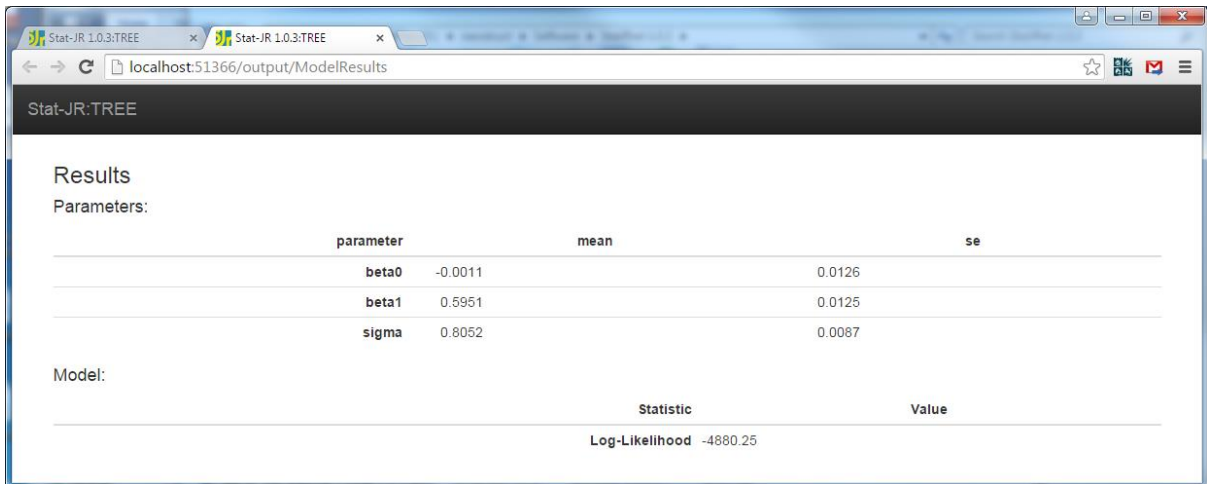 Stat-JR 1.0.3:TREE Stat-JR 1.0.3:TREE
localhost:51366/output/ModelResults
Stat-JR:TREE
Results
Parameters:
parameter mean se
beta0 -0.0011 0.0126
beta1 0.5951 0.0125
sigma 0.8052 0.0087
Model:
Statistic Value
Log-Likelihood -4880.25